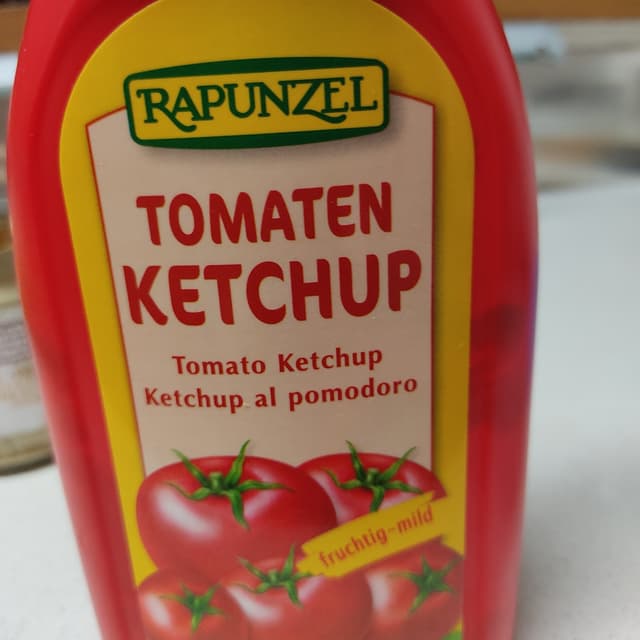 RAPUNZEL
TOMATEN
KETCHUP
Tomato Ketchup
Ketchup al pomodoro
fruchtig-mild